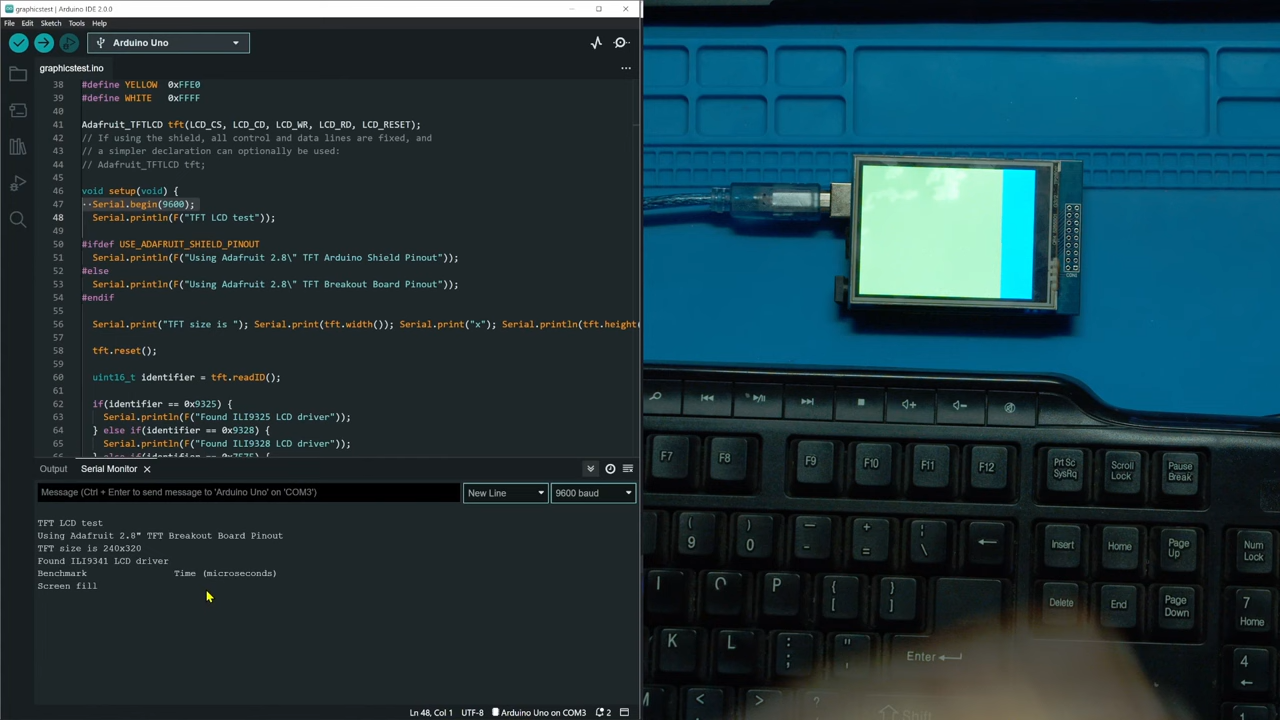 graphicstest | Arduino IDE 2.0.0
File Edit Sketch Tools Help
Arduino Uno
graphicstest.ino
38 #define YELLOW 0xFFE0
39 #define WHITE 0xFFFF
40
41 Adafruit_TFTLCD tft(LCD_CS, LCD_CD, LCD_WR, LCD_RD, LCD_RESET);
42 // If using the shield, all control and data lines are fixed, and
43 // a simpler declaration can optionally be used:
44 // Adafruit_TFTLCD tft;
45
46 void setup(void) {
47 Serial.begin(9600);
48 Serial.println(F("TFT LCD test"));
49
50 #ifdef USE_ADAFRUIT_SHIELD_PINOUT
51 Serial.println(F("Using Adafruit 2.8\" TFT Arduino Shield Pinout"));
52 #else
53 Serial.println(F("Using Adafruit 2.8\" TFT Breakout Board Pinout"));
54 #endif
55
56 Serial.print("TFT size is "); Serial.print(tft.width()); Serial.print("x"); Serial.println(tft.height
57
58 tft.reset();
59
60 uint16_t identifier = tft.readID();
61
62 if(identifier == 0x9325) {
63 Serial.println(F("Found ILI9325 LCD driver"));
64 } else if(identifier == 0x9328) {
65 Serial.println(F("Found ILI9328 LCD driver"));
Output Serial Monitor
Message (Ctrl + Enter to send message to 'Arduino Uno' on 'COM3')
New Line
9600 baud
TFT LCD test
Using Adafruit 2.8" TFT Breakout Board Pinout
TFT size is 240x320
Found ILI9341 LCD driver
Benchmark Time (microseconds)
Screen fill
Ln 48, Col 1 UTF-8 Arduino Uno on COM3 2
F7 F8 F9 F10 F11 F12
Prt Sc
SysRq
Scroll
Lock
Pause
Break
( 9 ) 0 _ - + = | \
Insert Home
Page
Up
Num
Lock
I O P { [ } ]
Delete End
Page
Down
7
Home
K L : ; " '
Enter
4
M < > ?
Shift